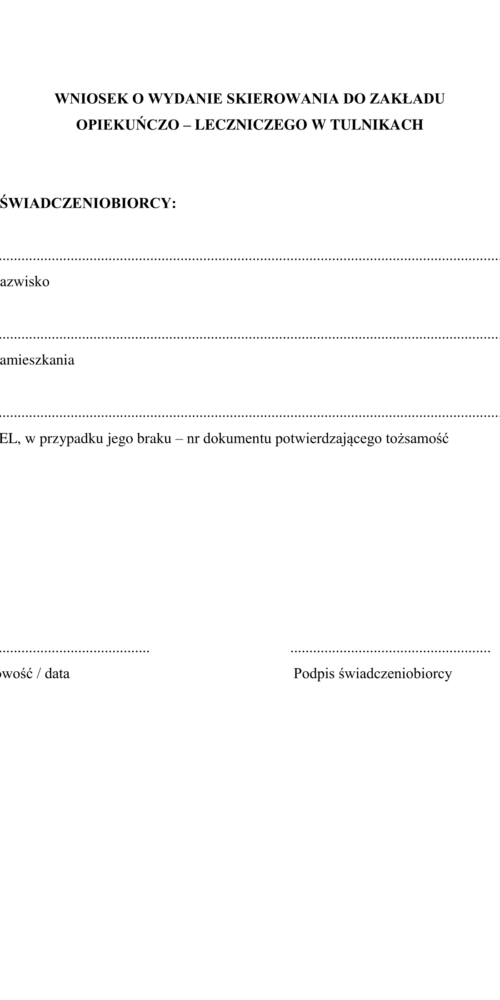 WNIOSEK O WYDANIE SKIEROWANIA DO ZAKŁADU
OPIEKUŃCZO – LECZNICZEGO W TULNIKACH
ŚWIADCZENIOBIORCY:
azwisko
amieszkania
EL, w przypadku jego braku – nr dokumentu potwierdzającego tożsamość
owość / data Podpis świadczeniobiorcy